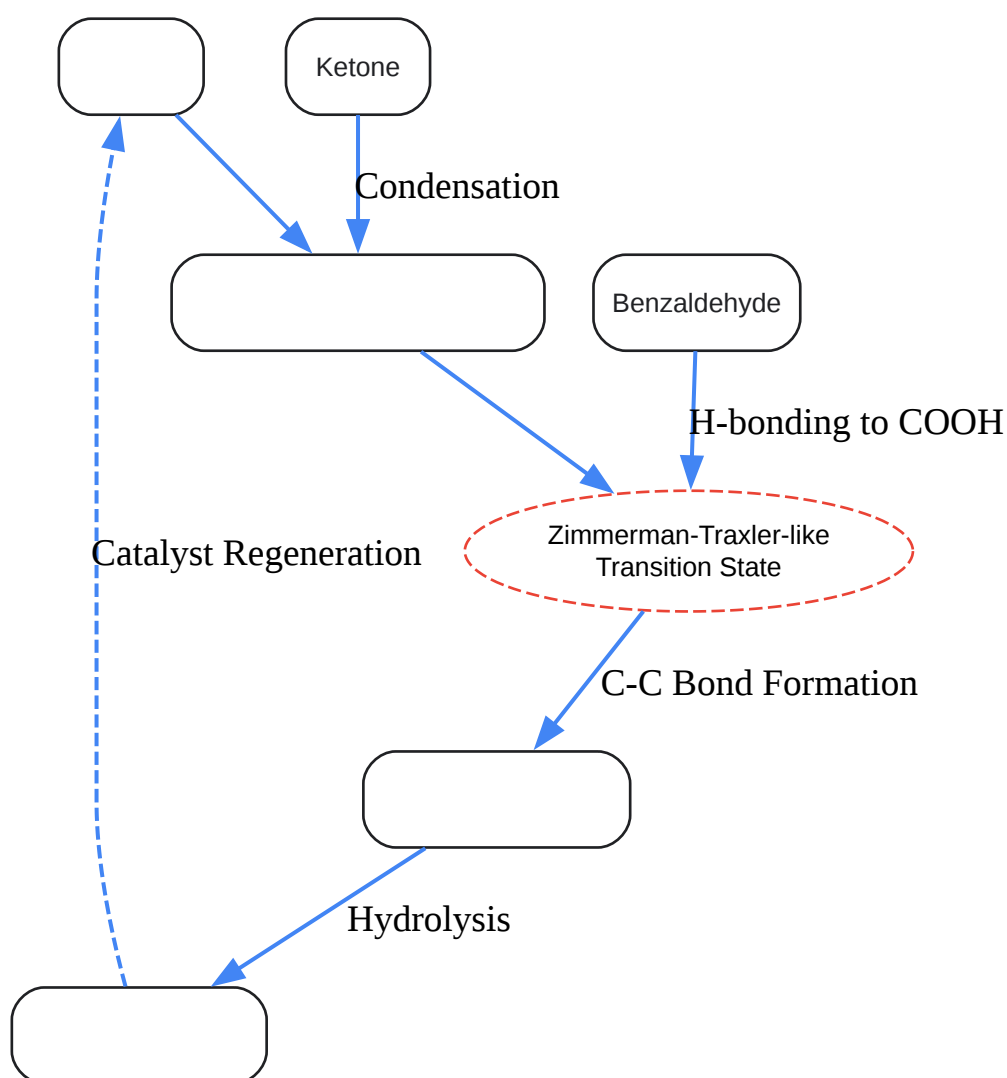 Ketone
Condensation
Benzaldehyde
H-bonding to COOH
Zimmerman-Traxler-like
Transition State
Catalyst Regeneration
C-C Bond Formation
Hydrolysis